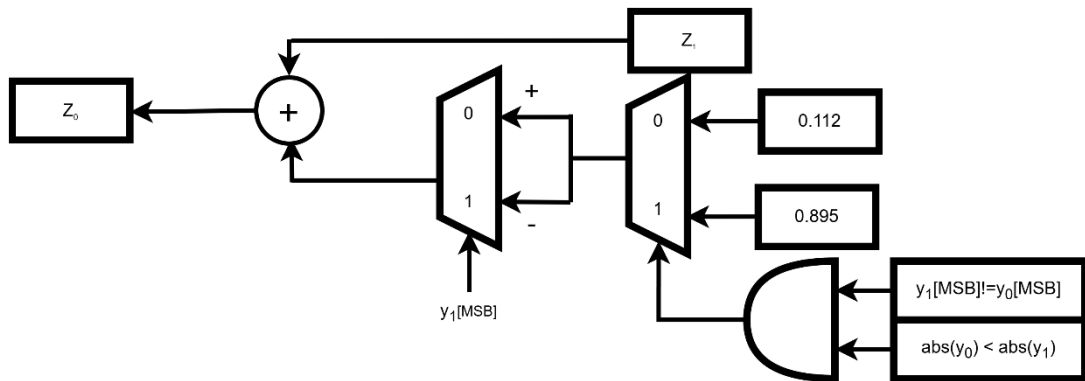 Z₁
Z₀
+
+
0
0
0.112
1
1
-
0.895
y₁[MSB]
y₁[MSB]!=y₀[MSB]
abs(y₀) < abs(y₁)